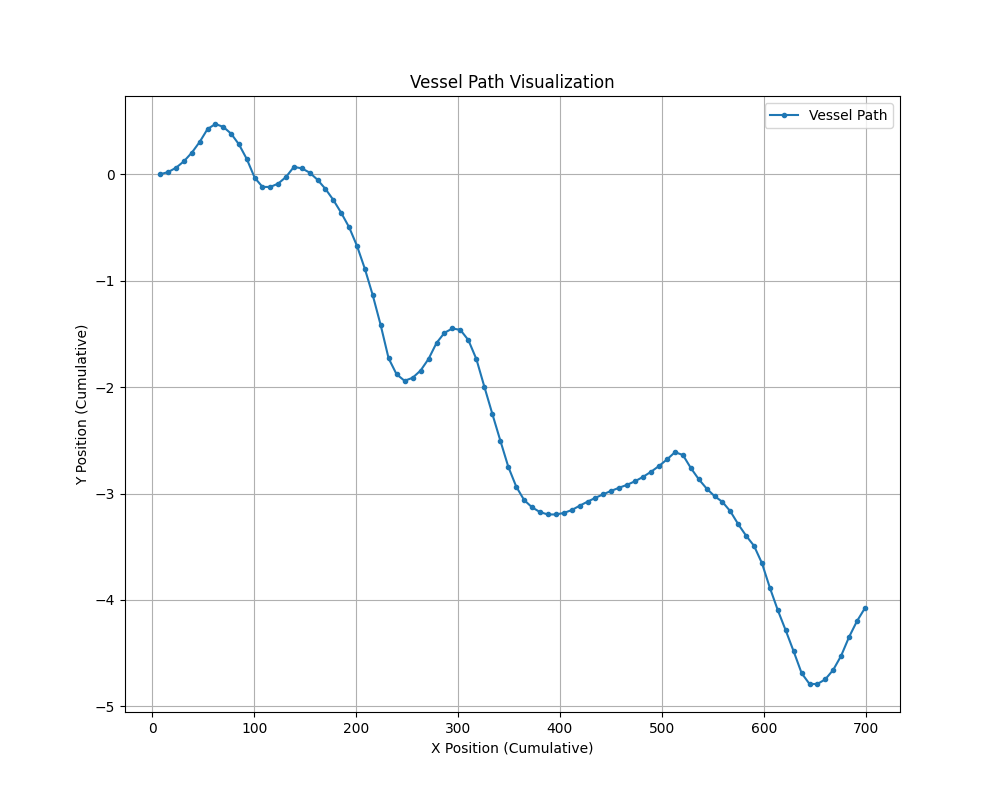 Vessel Path Visualization
Vessel Path
Y Position (Cumulative)
0
−1
−2
−3
−4
−5
0 100 200 300 400 500 600 700
X Position (Cumulative)